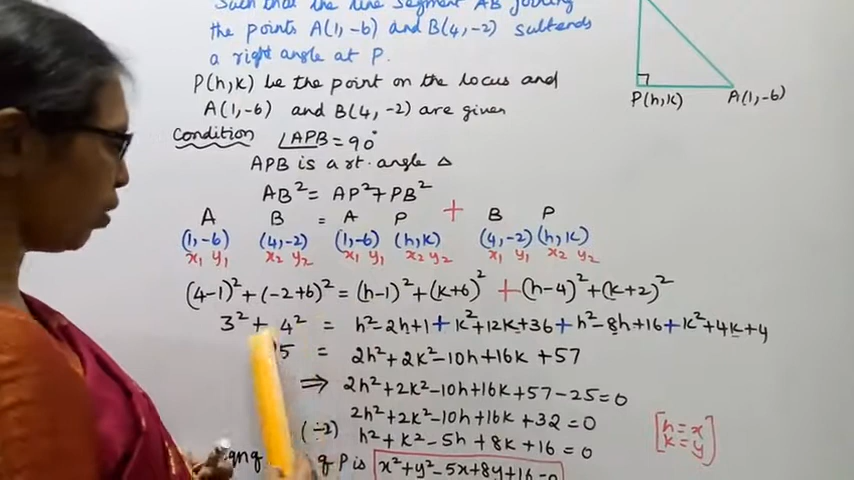 Such that the line segment AB joining
the points A(1,-6) and B(4,-2) subtends
a right angle at P.
P(h,k) be the point on the locus and
A(1,-6) and B(4,-2) are given
Condition ∠APB = 90°
APB is a rt. angle Δ
AB² = AP² + PB²
A B = A P + B P
(1,-6) (4,-2) (1,-6) (h,k) (4,-2) (h,k)
x₁ y₁ x₂ y₂ x₁ y₁ x₂ y₂ x₁ y₁ x₂ y₂
(4-1)² + (-2+6)² = (h-1)² + (k+6)² + (h-4)² + (k+2)²
3² + 4² = h²-2h+1 + k²+12k+36 + h²-8h+16 + k²+4k+4
5 = 2h²+2k²-10h+16k+57
⇒ 2h²+2k²-10h+16k+57-25=0
2h²+2k²-10h+16k+32=0
(÷2) h²+k²-5h+8k+16=0
of P is x²+y²-5x+8y+16=0
[h=x
k=y]
P(h,k) A(1,-6)